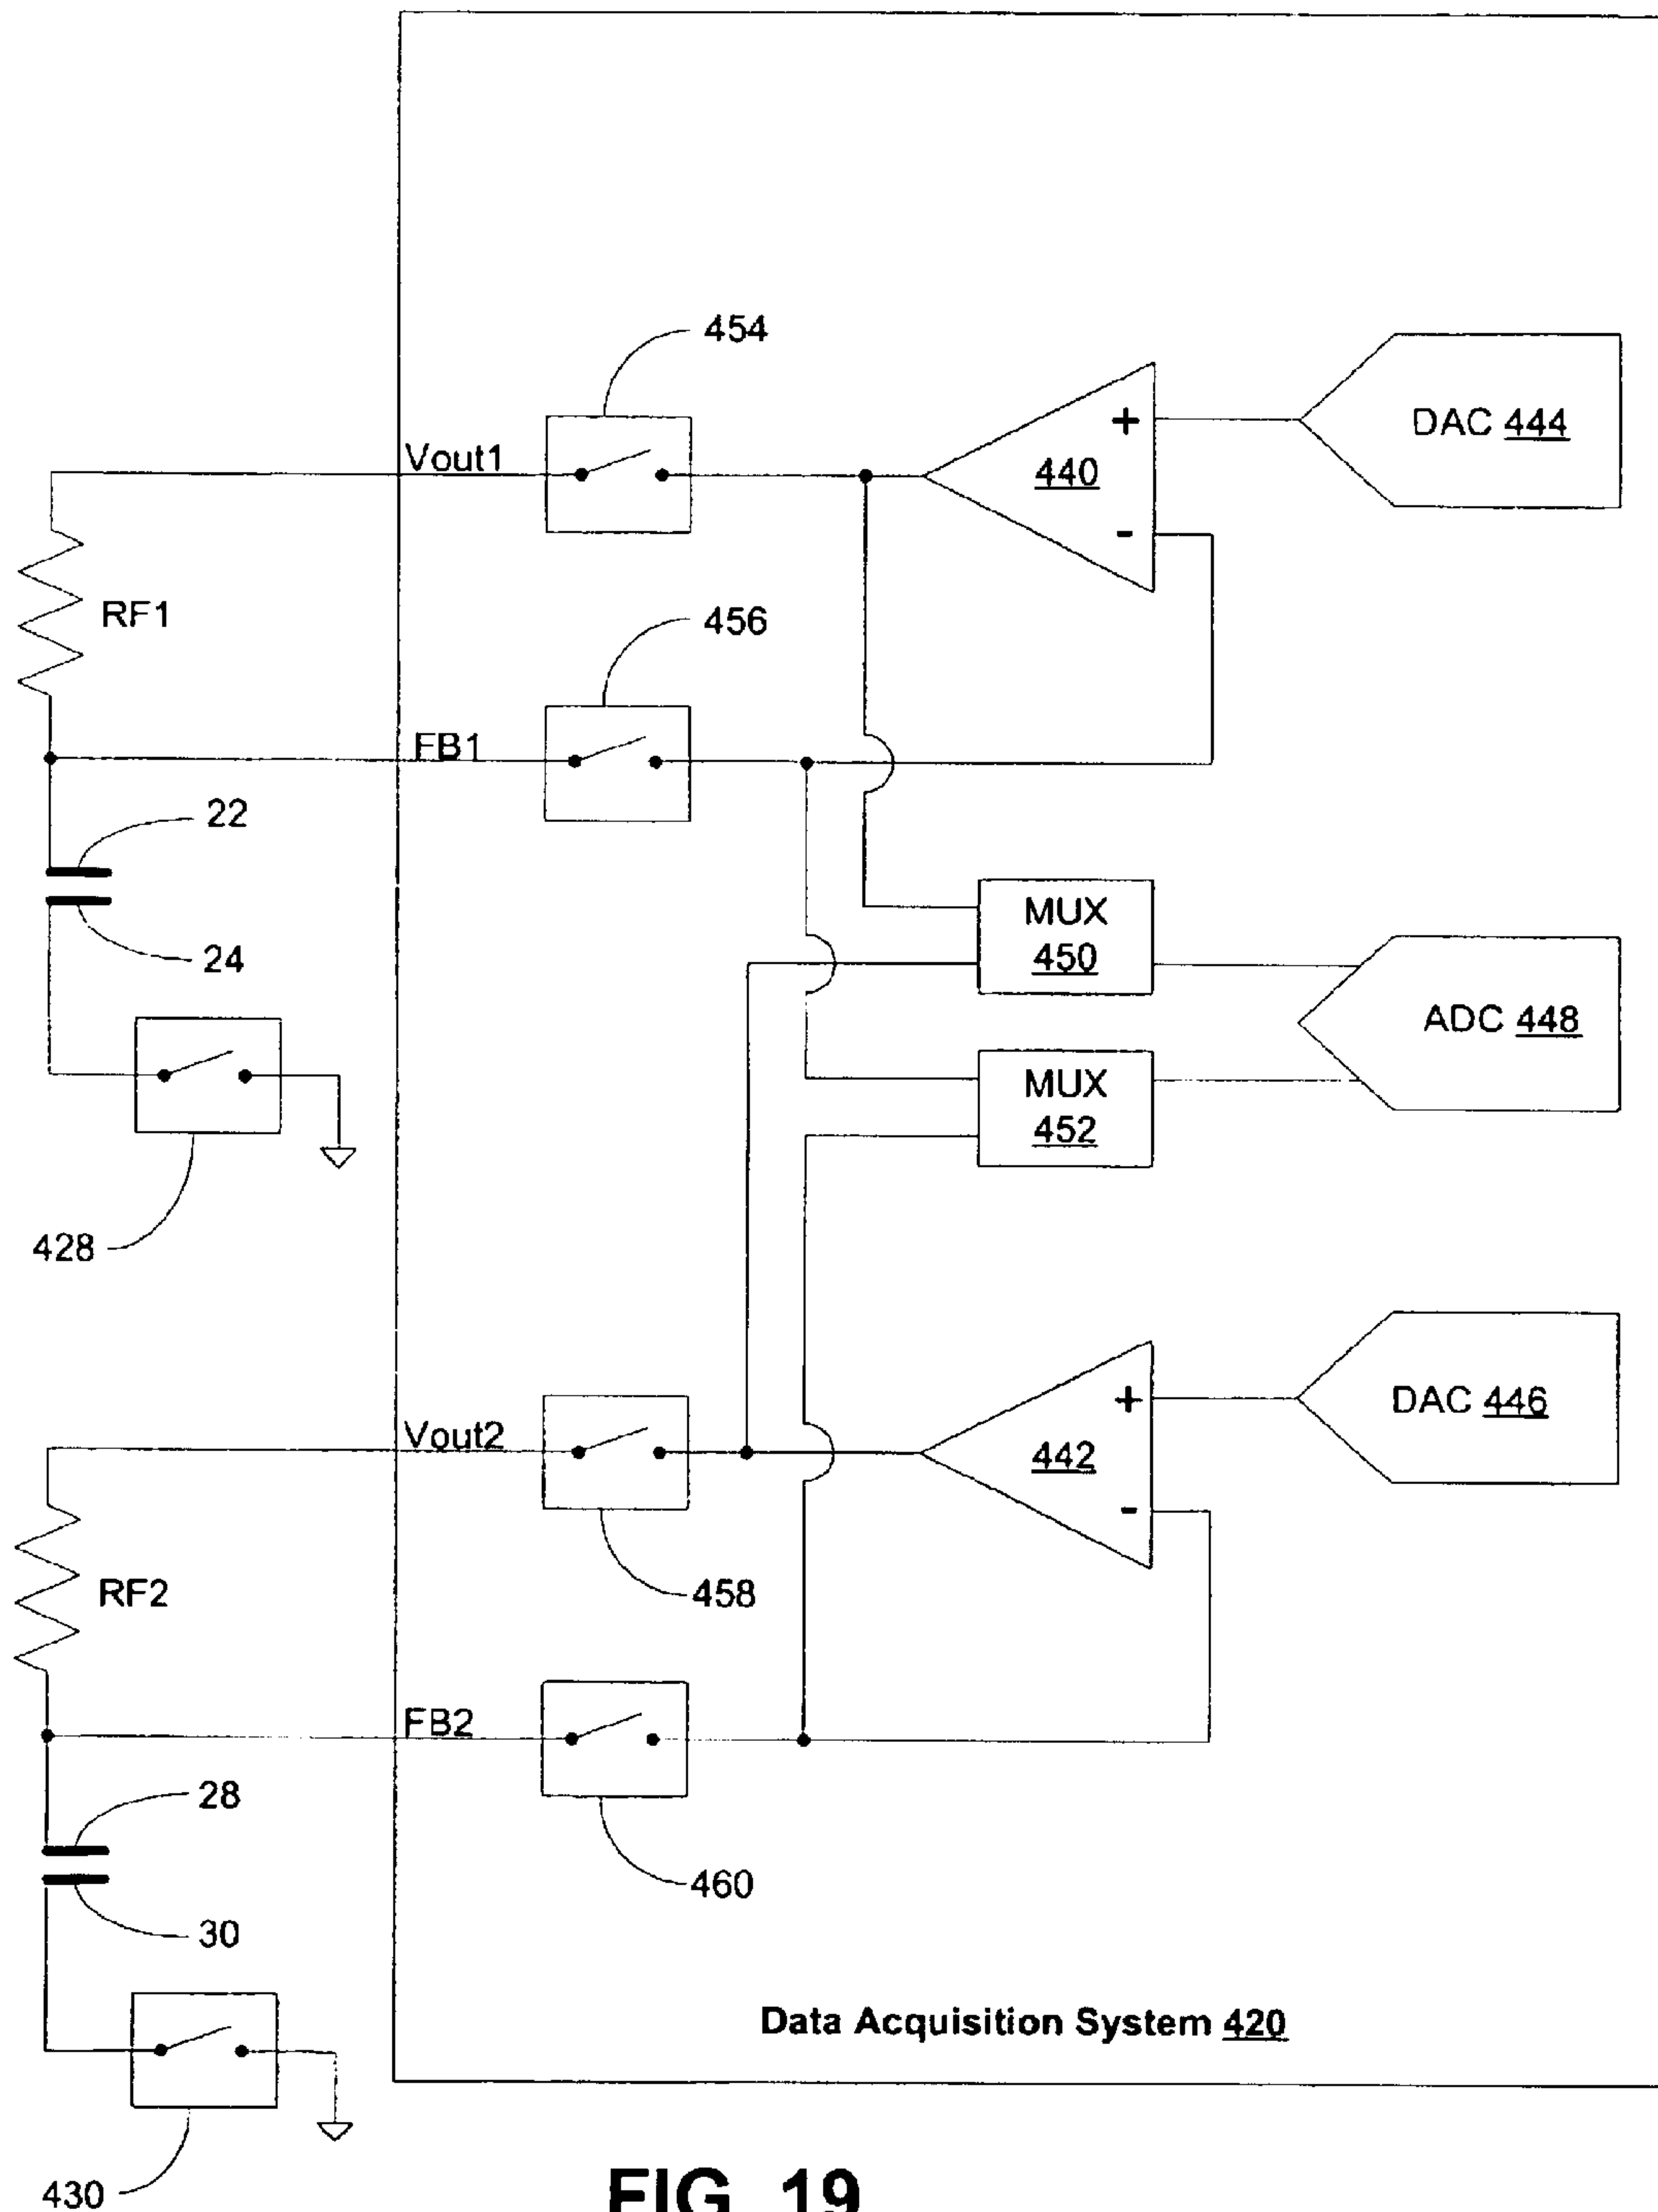 454
Vout1
+
440
-
DAC 444
RF1
456
FB1
22
24
MUX
450
ADC 448
MUX
452
428
Vout2
+
442
-
DAC 446
RF2
458
FB2
28
30
460
Data Acquisition System 420
430
FIG. 19